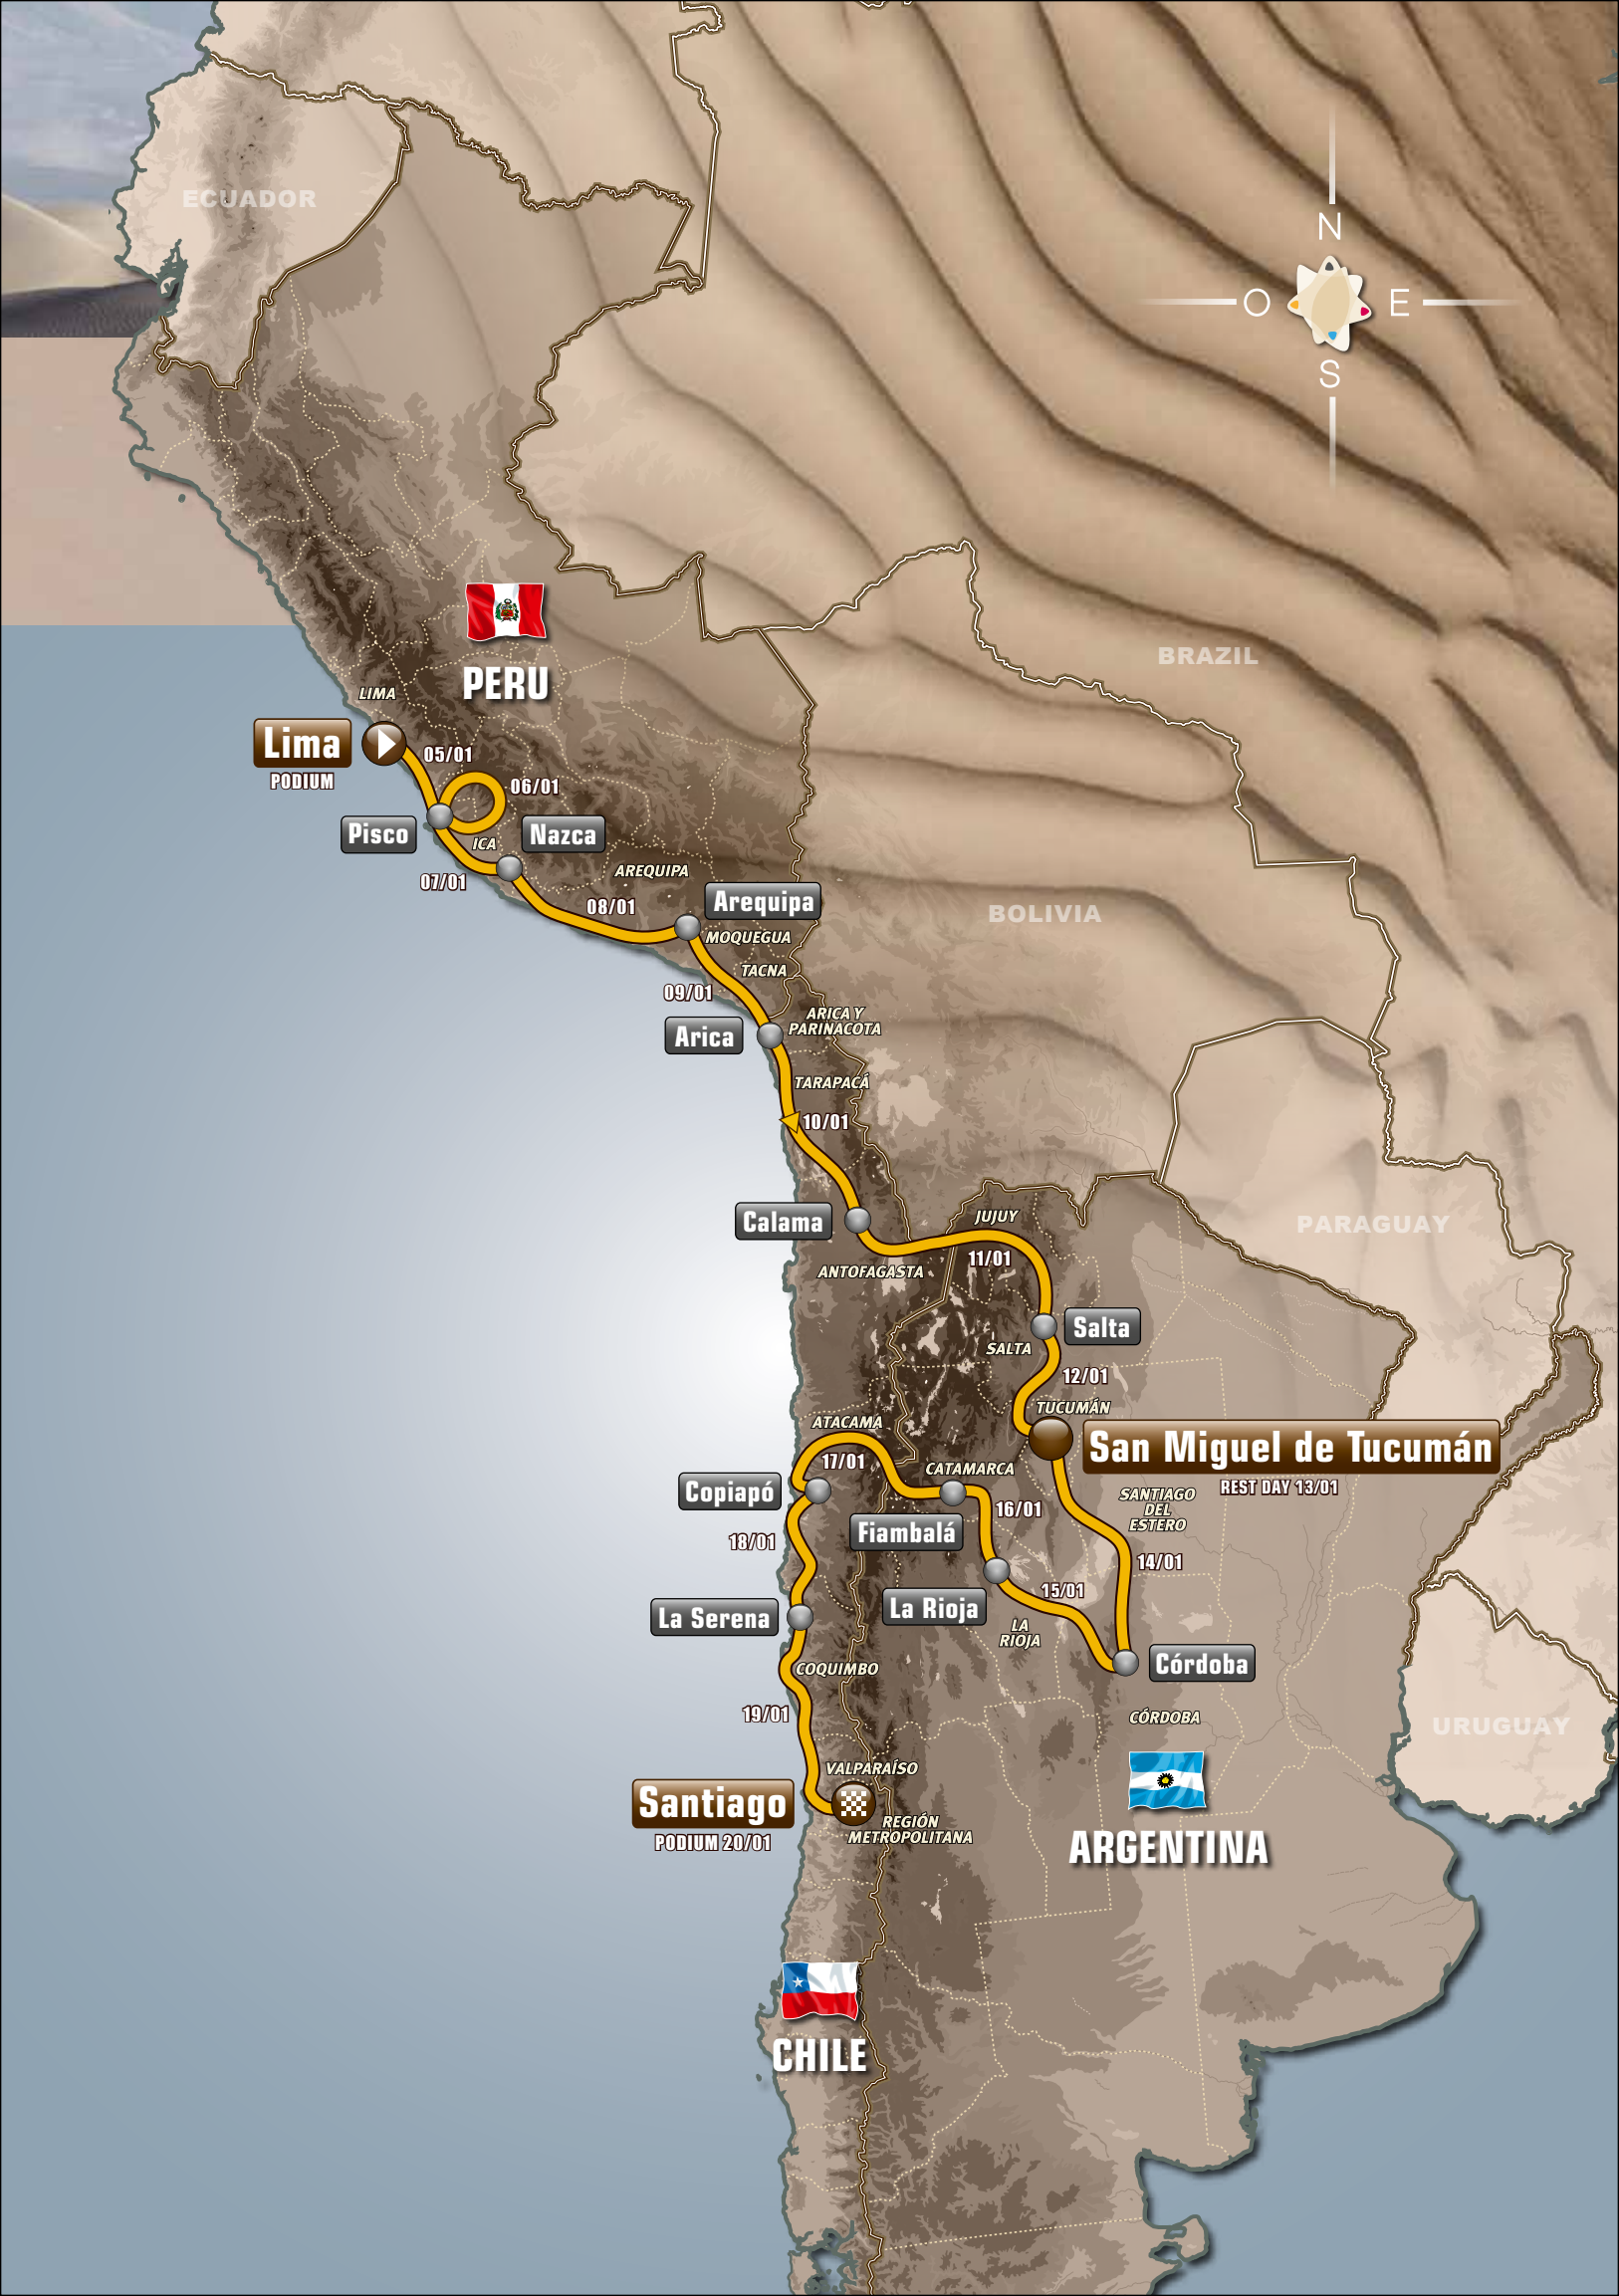 ECUADOR
N
O
E
S
PERU
BRAZIL
LIMA
Lima
PODIUM
05/01
06/01
Pisco
ICA
Nazca
07/01
AREQUIPA
08/01
Arequipa
BOLIVIA
MOQUEGUA
TACNA
09/01
ARICA Y
PARINACOTA
Arica
TARAPACÁ
10/01
Calama
JUJUY
PARAGUAY
11/01
ANTOFAGASTA
Salta
SALTA
12/01
TUCUMÁN
ATACAMA
San Miguel de Tucumán
REST DAY 13/01
17/01
CATAMARCA
Copiapó
16/01
SANTIAGO
DEL
ESTERO
Fiambalá
18/01
14/01
15/01
La Rioja
La Serena
LA
RIOJA
Córdoba
COQUIMBO
19/01
CÓRDOBA
URUGUAY
VALPARAÍSO
Santiago
PODIUM 20/01
REGIÓN
METROPOLITANA
ARGENTINA
CHILE